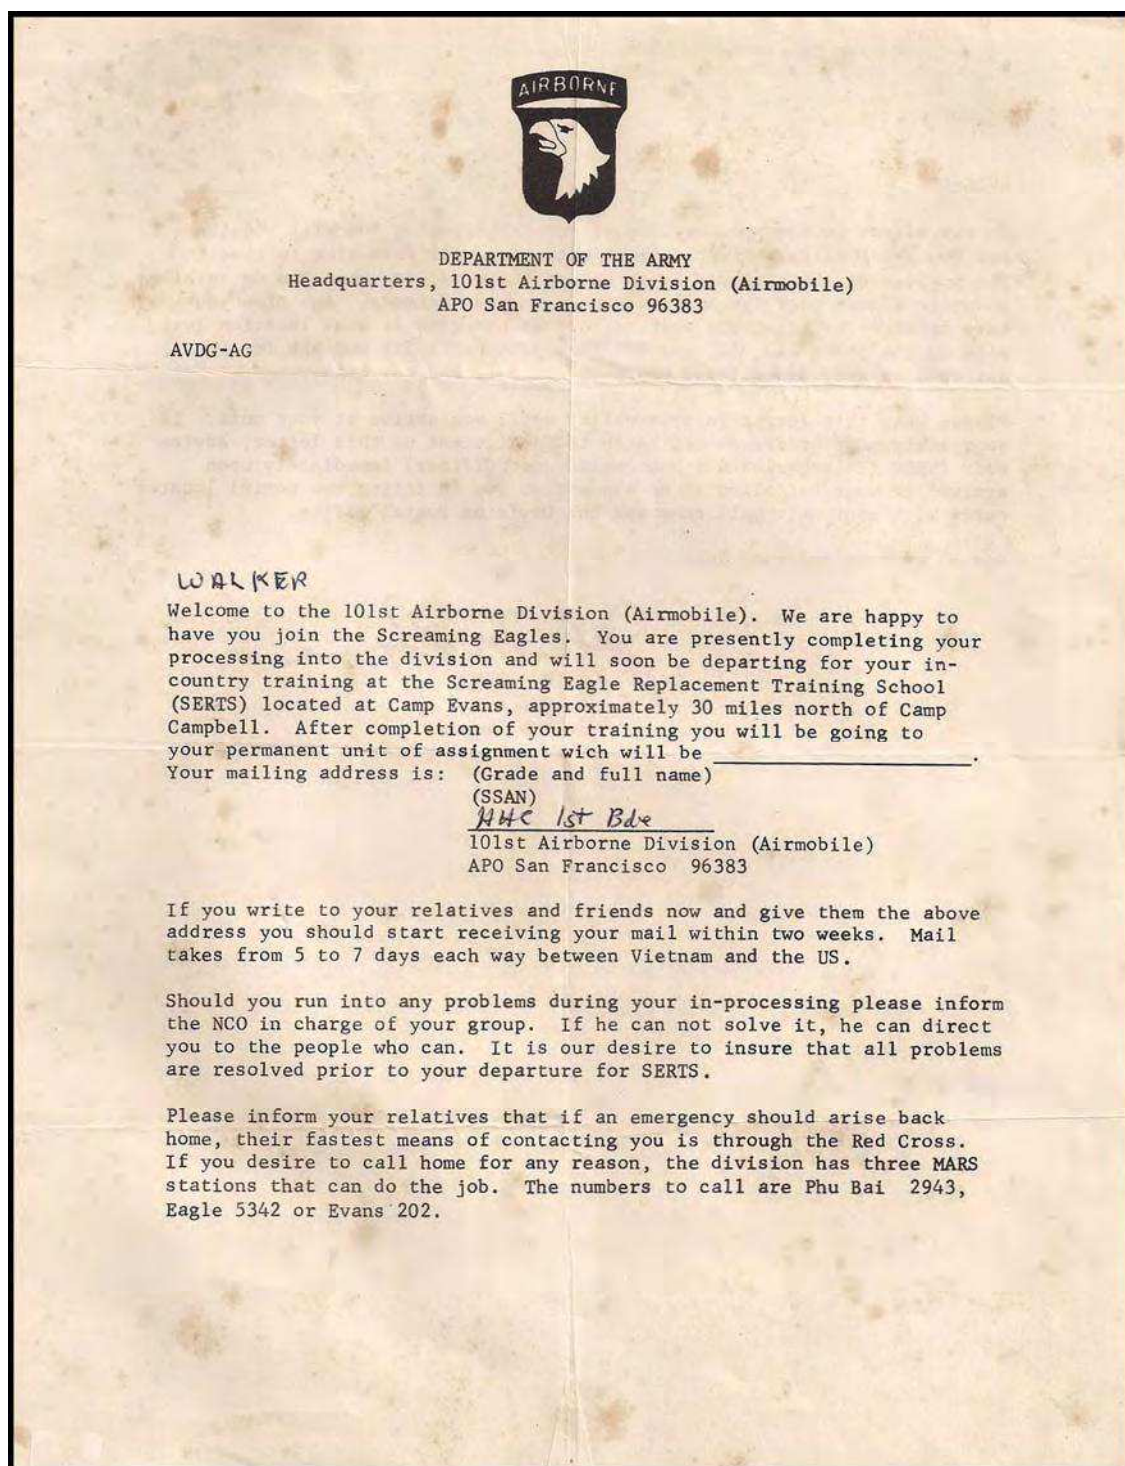 AIRBORNE
DEPARTMENT OF THE ARMY
Headquarters, 101st Airborne Division (Airmobile)
APO San Francisco 96383
AVDG-AG
WALKER
Welcome to the 101st Airborne Division (Airmobile). We are happy to
have you join the Screaming Eagles. You are presently completing your
processing into the division and will soon be departing for your in-
country training at the Screaming Eagle Replacement Training School
(SERTS) located at Camp Evans, approximately 30 miles north of Camp
Campbell. After completion of your training you will be going to
your permanent unit of assignment wich will be ____________________.
Your mailing address is: (Grade and full name)
(SSAN)
HHC 1st Bde
101st Airborne Division (Airmobile)
APO San Francisco 96383
If you write to your relatives and friends now and give them the above
address you should start receiving your mail within two weeks. Mail
takes from 5 to 7 days each way between Vietnam and the US.
Should you run into any problems during your in-processing please inform
the NCO in charge of your group. If he can not solve it, he can direct
you to the people who can. It is our desire to insure that all problems
are resolved prior to your departure for SERTS.
Please inform your relatives that if an emergency should arise back
home, their fastest means of contacting you is through the Red Cross.
If you desire to call home for any reason, the division has three MARS
stations that can do the job. The numbers to call are Phu Bai 2943,
Eagle 5342 or Evans 202.